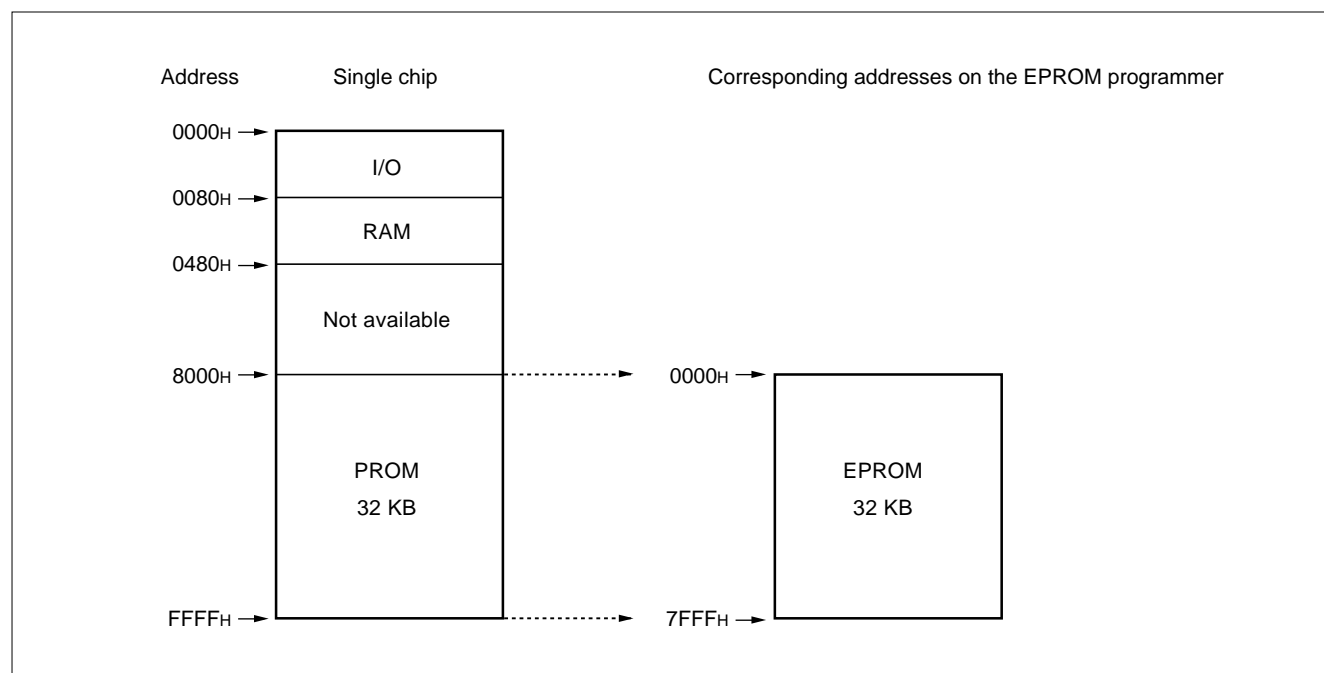 Address Single chip Corresponding addresses on the EPROM programmer
0000H
I/O
0080H
RAM
0480H
Not available
8000H 0000H
PROM EPROM
32 KB 32 KB
FFFFH 7FFFH